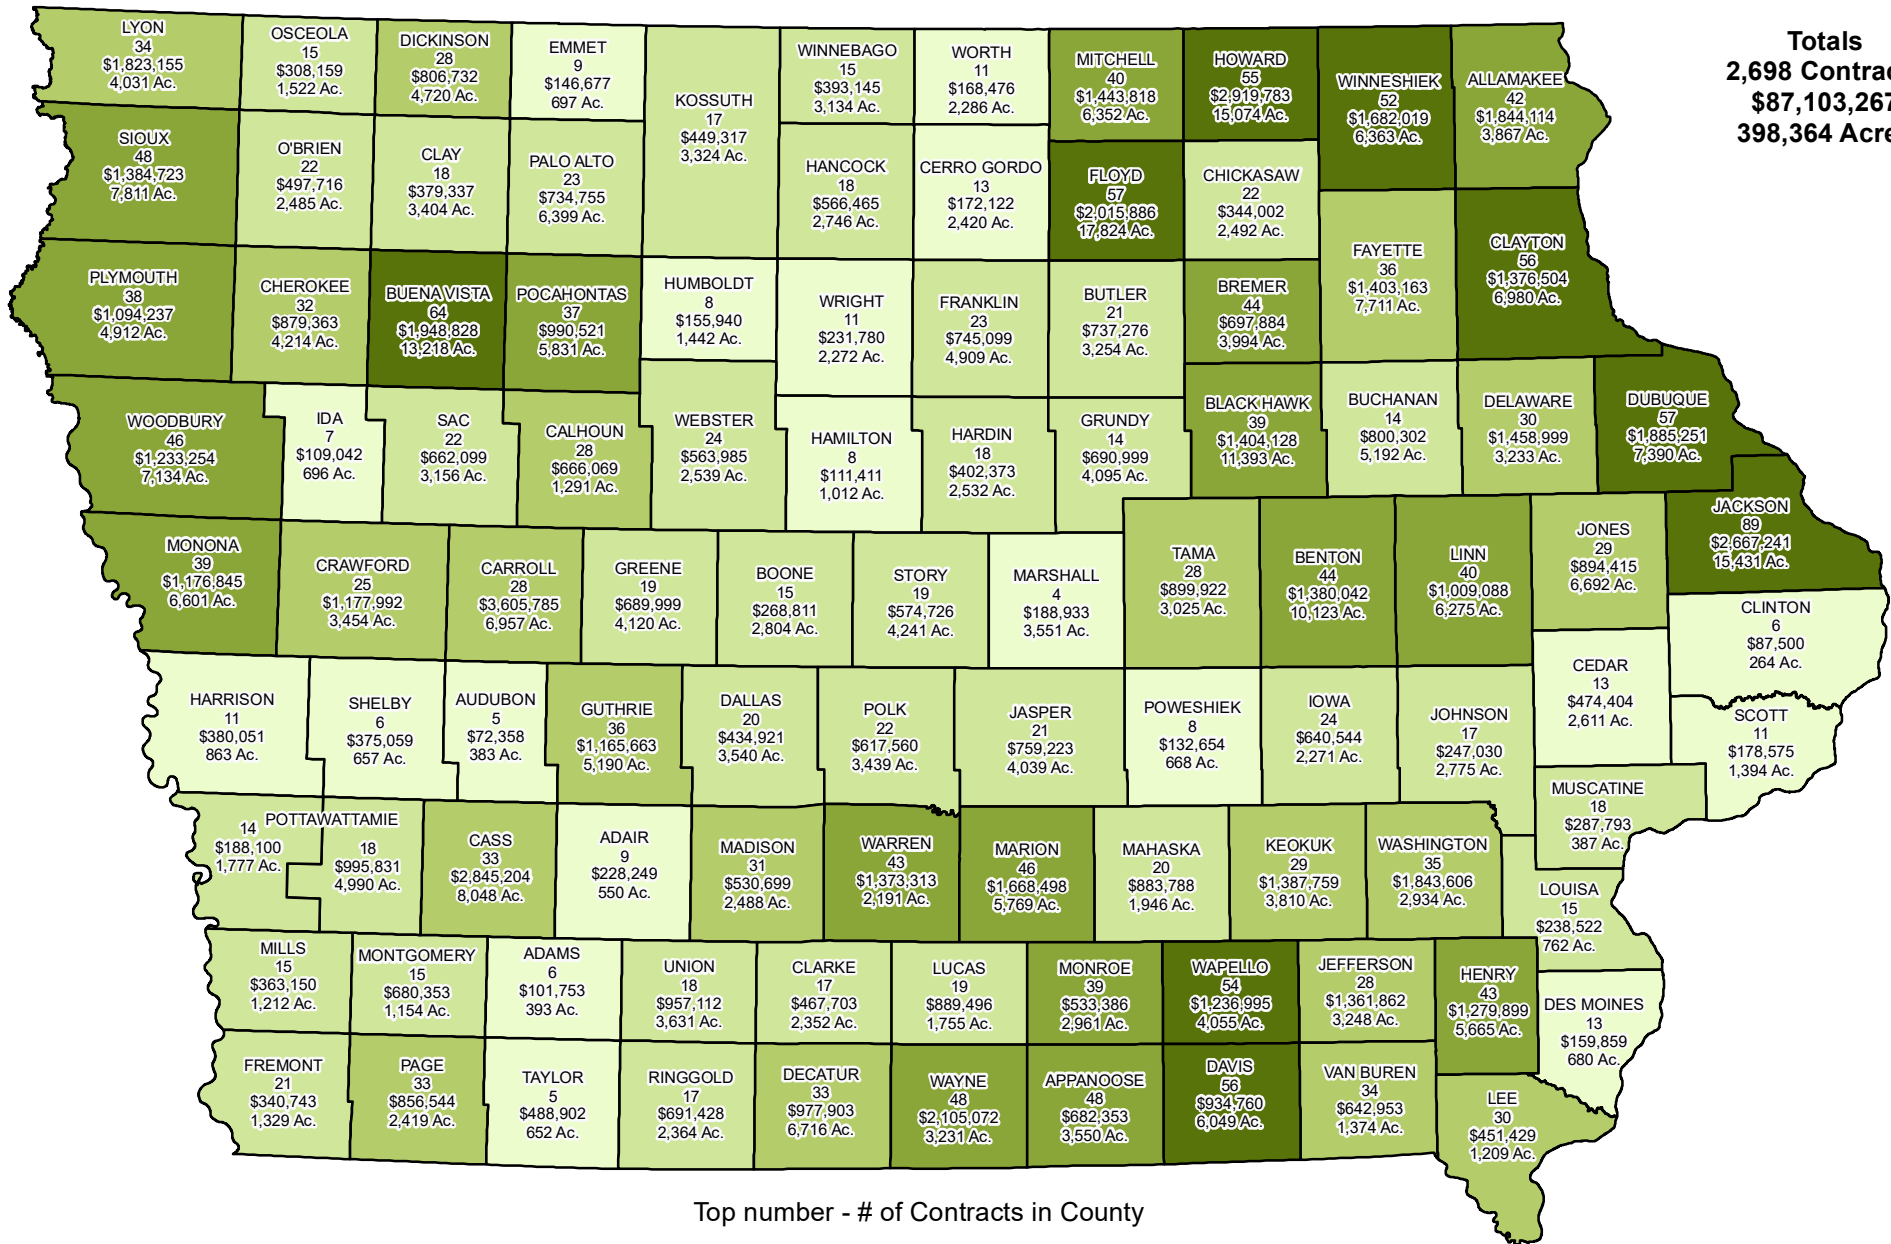 LYON
34
$1,823,155
4,031 Ac.
OSCEOLA
15
$308,159
1,522 Ac.
DICKINSON
28
$806,732
4,720 Ac.
EMMET
9
$146,677
697 Ac.
KOSSUTH
17
$449,317
3,324 Ac.
WINNEBAGO
15
$393,145
3,134 Ac.
WORTH
11
$168,476
2,286 Ac.
MITCHELL
40
$1,443,818
6,352 Ac.
HOWARD
55
$2,919,783
15,074 Ac.
WINNESHIEK
52
$1,682,019
6,363 Ac.
ALLAMAKEE
42
$1,844,114
3,867 Ac.
Totals
2,698 Contrac
$87,103,267
398,364 Acre
SIOUX
48
$1,384,723
7,811 Ac.
O'BRIEN
22
$497,716
2,485 Ac.
CLAY
18
$379,337
3,404 Ac.
PALO ALTO
23
$734,755
6,399 Ac.
HANCOCK
18
$566,465
2,746 Ac.
CERRO GORDO
13
$172,122
2,420 Ac.
FLOYD
57
$2,015,886
17,824 Ac.
CHICKASAW
22
$344,002
2,492 Ac.
FAYETTE
36
$1,403,163
7,711 Ac.
CLAYTON
56
$1,376,504
6,980 Ac.
PLYMOUTH
38
$1,094,237
4,912 Ac.
CHEROKEE
32
$879,363
4,214 Ac.
BUENA VISTA
64
$1,948,828
13,218 Ac.
POCAHONTAS
37
$990,521
5,831 Ac.
HUMBOLDT
8
$155,940
1,442 Ac.
WRIGHT
11
$231,780
2,272 Ac.
FRANKLIN
23
$745,099
4,909 Ac.
BUTLER
21
$737,276
3,254 Ac.
BREMER
44
$697,884
3,994 Ac.
WOODBURY
46
$1,233,254
7,134 Ac.
IDA
7
$109,042
696 Ac.
SAC
22
$662,099
3,156 Ac.
CALHOUN
28
$666,069
1,291 Ac.
WEBSTER
24
$563,985
2,539 Ac.
HAMILTON
8
$111,411
1,012 Ac.
HARDIN
18
$402,373
2,532 Ac.
GRUNDY
14
$690,999
4,095 Ac.
BLACK HAWK
39
$1,404,128
11,393 Ac.
BUCHANAN
14
$800,302
5,192 Ac.
DELAWARE
30
$1,458,999
3,233 Ac.
DUBUQUE
57
$1,885,251
7,390 Ac.
MONONA
39
$1,176,845
6,601 Ac.
CRAWFORD
25
$1,177,992
3,454 Ac.
CARROLL
28
$3,605,785
6,957 Ac.
GREENE
19
$689,999
4,120 Ac.
BOONE
15
$268,811
2,804 Ac.
STORY
19
$574,726
4,241 Ac.
MARSHALL
4
$188,933
3,551 Ac.
TAMA
28
$899,922
3,025 Ac.
BENTON
44
$1,380,042
10,123 Ac.
LINN
40
$1,009,088
6,275 Ac.
JONES
29
$894,415
6,692 Ac.
JACKSON
89
$2,667,241
15,431 Ac.
CLINTON
6
$87,500
264 Ac.
HARRISON
11
$380,051
863 Ac.
SHELBY
6
$375,059
657 Ac.
AUDUBON
5
$72,358
383 Ac.
GUTHRIE
36
$1,165,663
5,190 Ac.
DALLAS
20
$434,921
3,540 Ac.
POLK
22
$617,560
3,439 Ac.
JASPER
21
$759,223
4,039 Ac.
POWESHIEK
8
$132,654
668 Ac.
IOWA
24
$640,544
2,271 Ac.
JOHNSON
17
$247,030
2,775 Ac.
CEDAR
13
$474,404
2,611 Ac.
SCOTT
11
$178,575
1,394 Ac.
MUSCATINE
18
$287,793
387 Ac.
POTTAWATTAMIE
14
$188,100
1,777 Ac.
18
$995,831
4,990 Ac.
CASS
33
$2,845,204
8,048 Ac.
ADAIR
9
$228,249
550 Ac.
MADISON
31
$530,699
2,488 Ac.
WARREN
43
$1,373,313
2,191 Ac.
MARION
46
$1,668,498
5,769 Ac.
MAHASKA
20
$883,788
1,946 Ac.
KEOKUK
29
$1,387,759
3,810 Ac.
WASHINGTON
35
$1,843,606
2,934 Ac.
LOUISA
15
$238,522
762 Ac.
MILLS
15
$363,150
1,212 Ac.
MONTGOMERY
15
$680,353
1,154 Ac.
ADAMS
6
$101,753
393 Ac.
UNION
18
$957,112
3,631 Ac.
CLARKE
17
$467,703
2,352 Ac.
LUCAS
19
$889,496
1,755 Ac.
MONROE
39
$533,386
2,961 Ac.
WAPELLO
54
$1,236,995
4,055 Ac.
JEFFERSON
28
$1,361,862
3,248 Ac.
HENRY
43
$1,279,899
5,665 Ac.
DES MOINES
13
$159,859
680 Ac.
FREMONT
21
$340,743
1,329 Ac.
PAGE
33
$856,544
2,419 Ac.
TAYLOR
5
$488,902
652 Ac.
RINGGOLD
17
$691,428
2,364 Ac.
DECATUR
33
$977,903
6,716 Ac.
WAYNE
48
$2,105,072
3,231 Ac.
APPANOOSE
48
$682,353
3,550 Ac.
DAVIS
56
$934,760
6,049 Ac.
VAN BUREN
34
$642,953
1,374 Ac.
LEE
30
$451,429
1,209 Ac.
Top number - # of Contracts in County